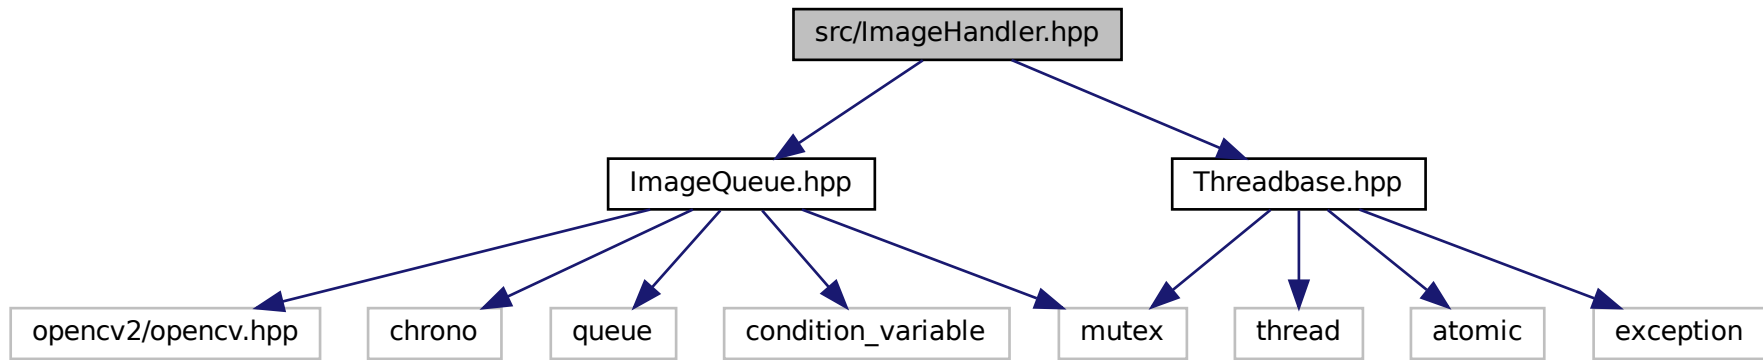 src/ImageHandler.hpp
ImageQueue.hpp
Threadbase.hpp
opencv2/opencv.hpp
chrono
queue
condition_variable
mutex
thread
atomic
exception